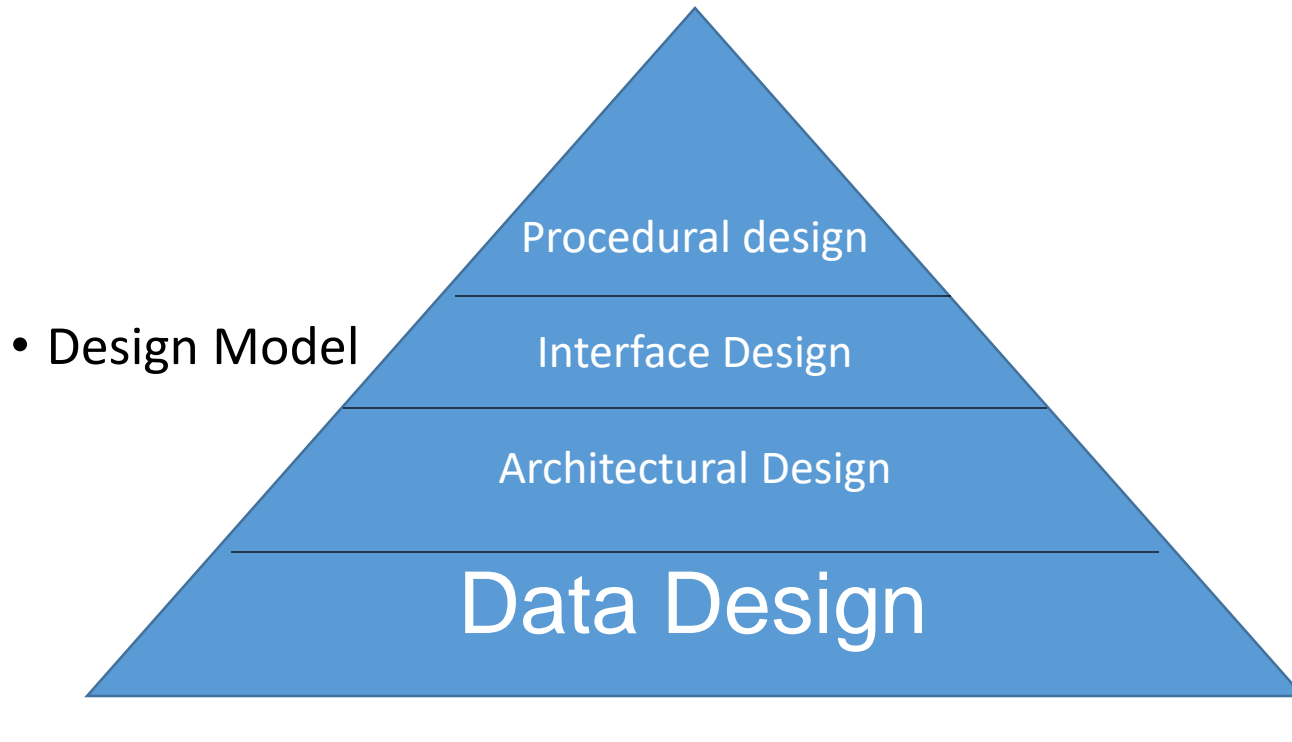 Procedural design
• Design Model
Interface Design
Architectural Design
Data Design